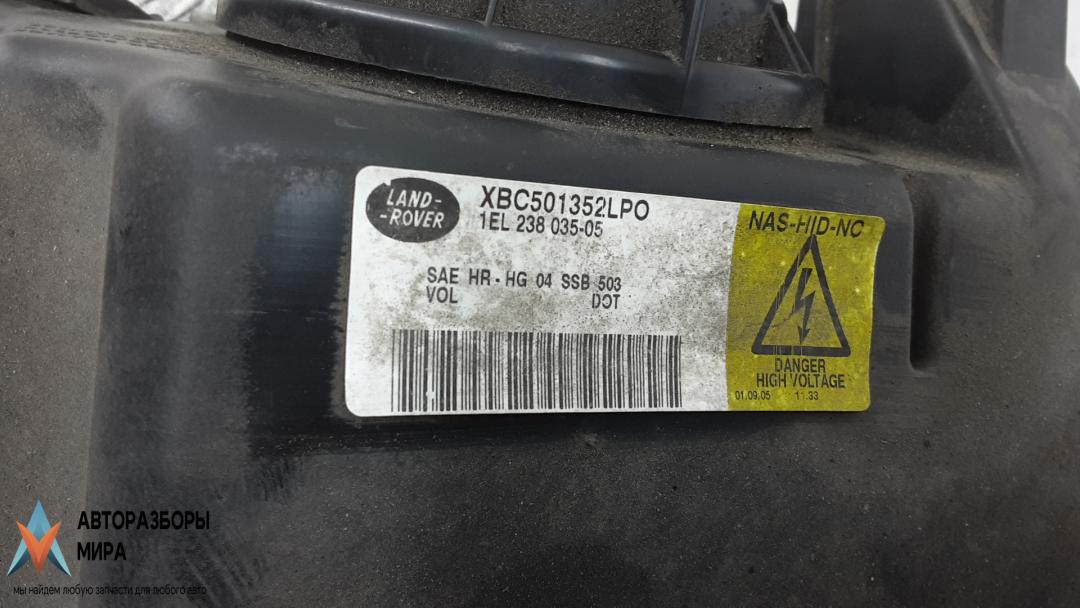 LAND-
-ROVER
XBC501352LPO
1EL 238 035-05
SAE HR-HG 04 SSB 503
VOL DOT
NAS-HID-NC
DANGER
HIGH VOLTAGE
01.09.05 11.33
АВТОРАЗБОРЫ
МИРА
мы найдем любую запчасти для любого авто